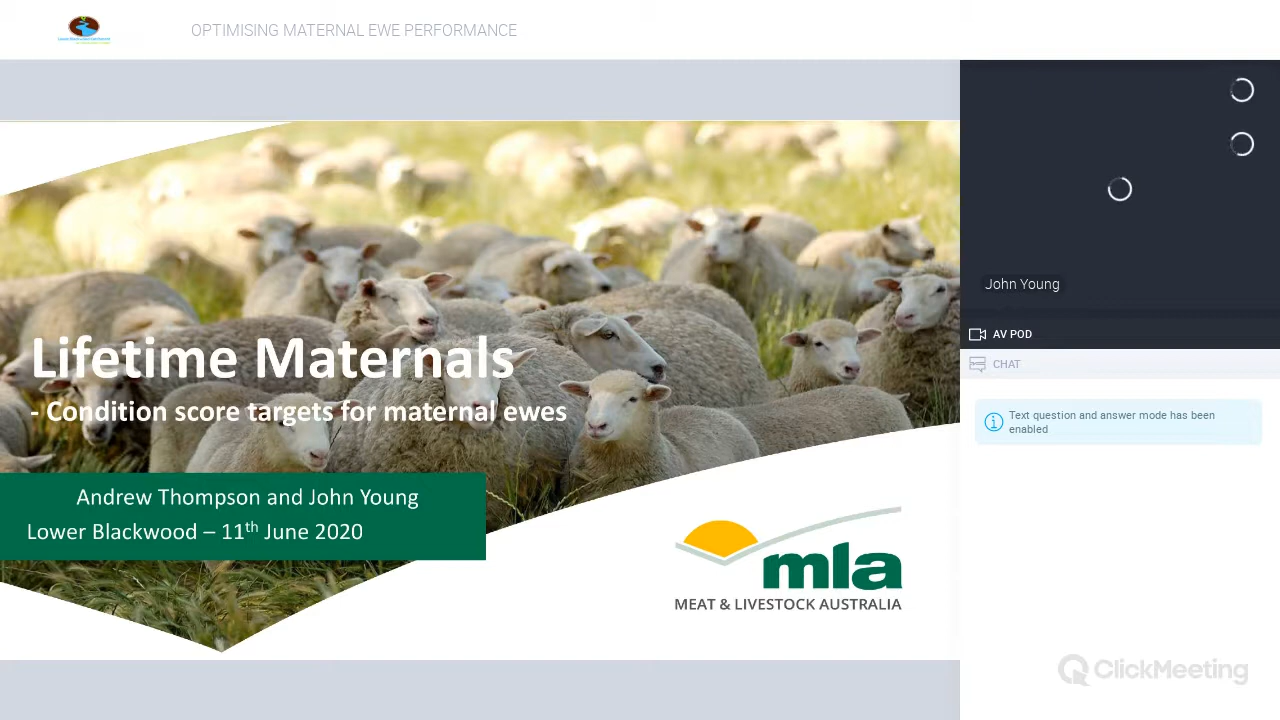 OPTIMISING MATERNAL EWE PERFORMANCE
Lifetime Maternals
- Condition score targets for maternal ewes
Andrew Thompson and John Young
Lower Blackwood – 11th June 2020
mla
MEAT & LIVESTOCK AUSTRALIA
John Young
AV POD
CHAT
Text question and answer mode has been
enabled
ClickMeeting